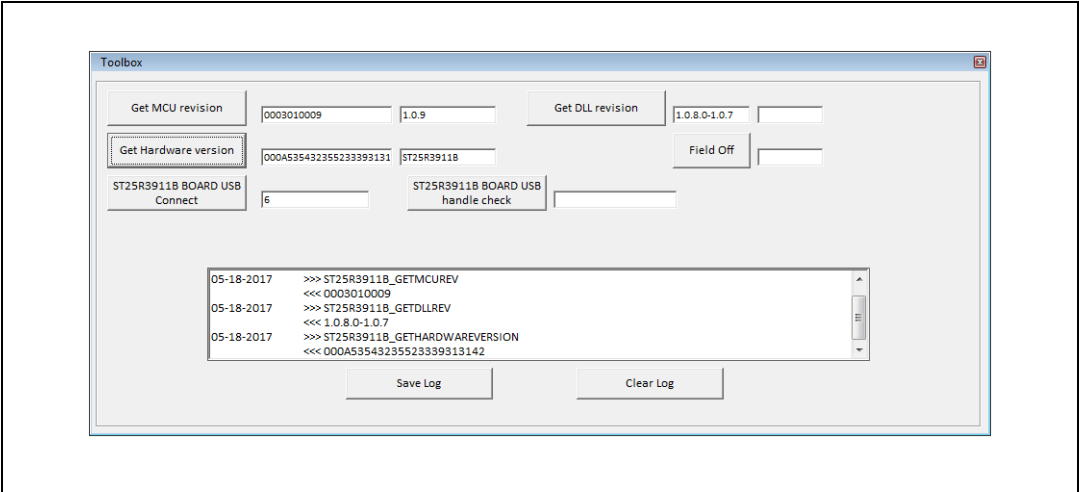 Toolbox
Get MCU revision 0003010009 1.0.9 Get DLL revision 1.0.8.0-1.0.7
Get Hardware version 000A535432355233393131 ST25R3911B Field Off
ST25R3911B BOARD USB Connect 6 ST25R3911B BOARD USB handle check
05-18-2017 >>> ST25R3911B_GETMCUREV
<<< 0003010009
05-18-2017 >>> ST25R3911B_GETDLLREV
<<< 1.0.8.0-1.0.7
05-18-2017 >>> ST25R3911B_GETHARDWAREVERSION
<<< 000A53543235523339313142
Save Log Clear Log